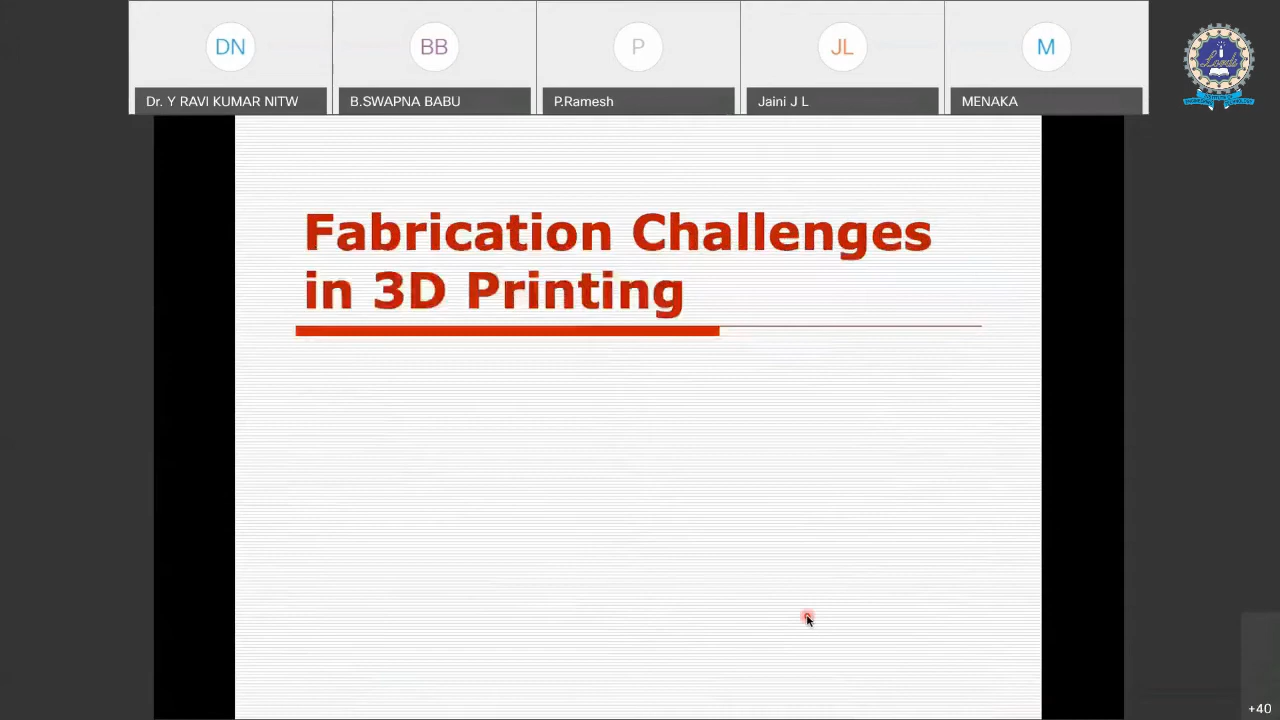 DN
BB
P
JL
M
Dr. Y RAVI KUMAR NITW
B.SWAPNA BABU
P.Ramesh
Jaini J L
MENAKA
Fabrication Challenges
in 3D Printing
+40